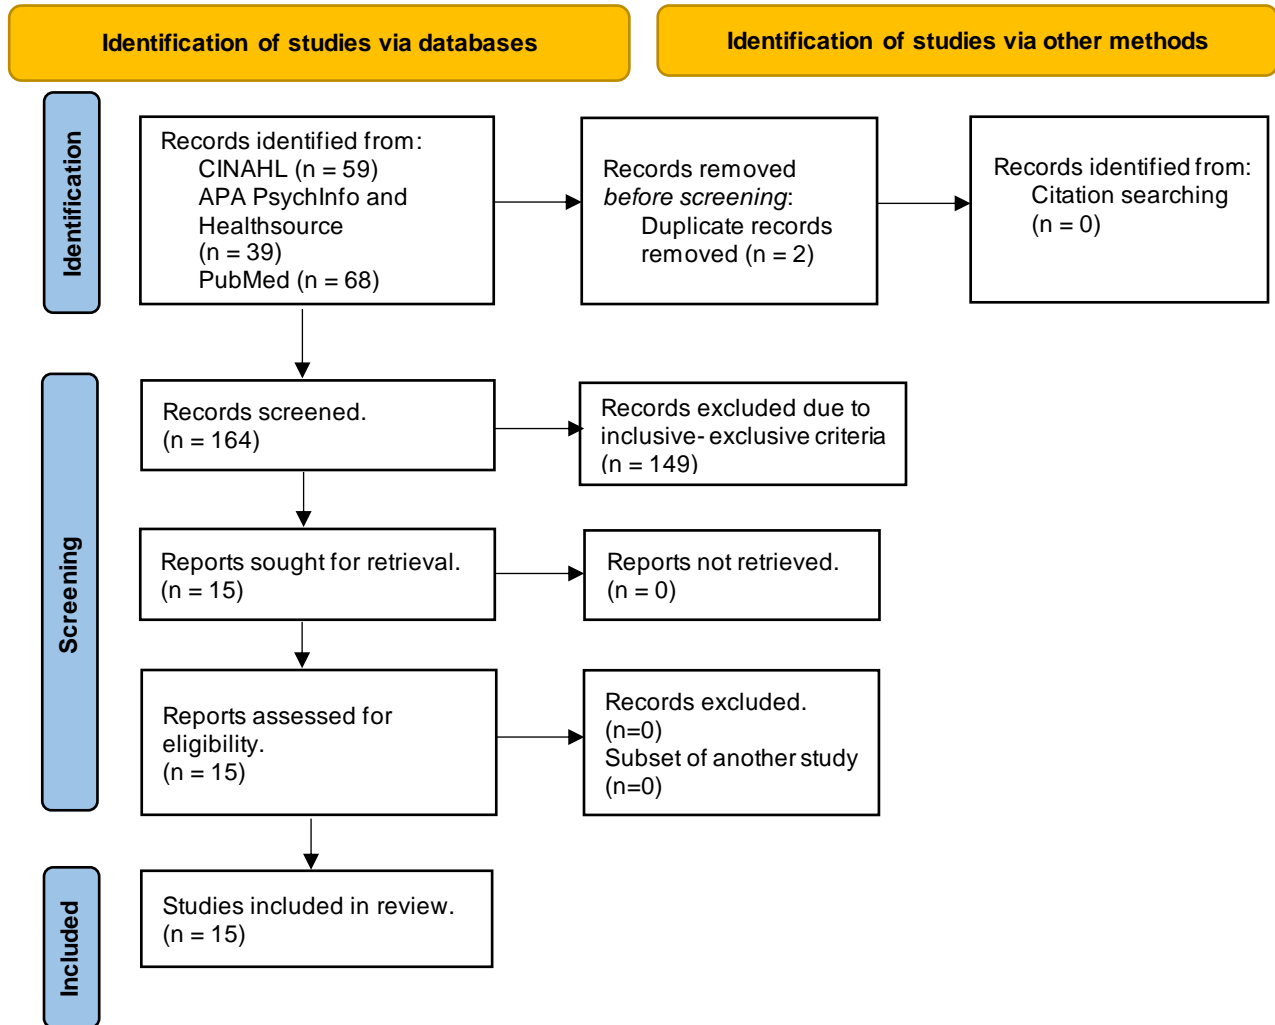 Identification of studies via databases
Identification of studies via other methods
Identification
Records identified from:
CINAHL (n = 59)
APA PsychInfo and
Healthsource
(n = 39)
PubMed (n = 68)
Records removed
before screening:
Duplicate records
removed (n = 2)
Records identified from:
Citation searching
(n = 0)
Screening
Records screened.
(n = 164)
Records excluded due to
inclusive- exclusive criteria
(n = 149)
Reports sought for retrieval.
(n = 15)
Reports not retrieved.
(n = 0)
Reports assessed for
eligibility.
(n = 15)
Records excluded.
(n=0)
Subset of another study
(n=0)
Included
Studies included in review.
(n = 15)